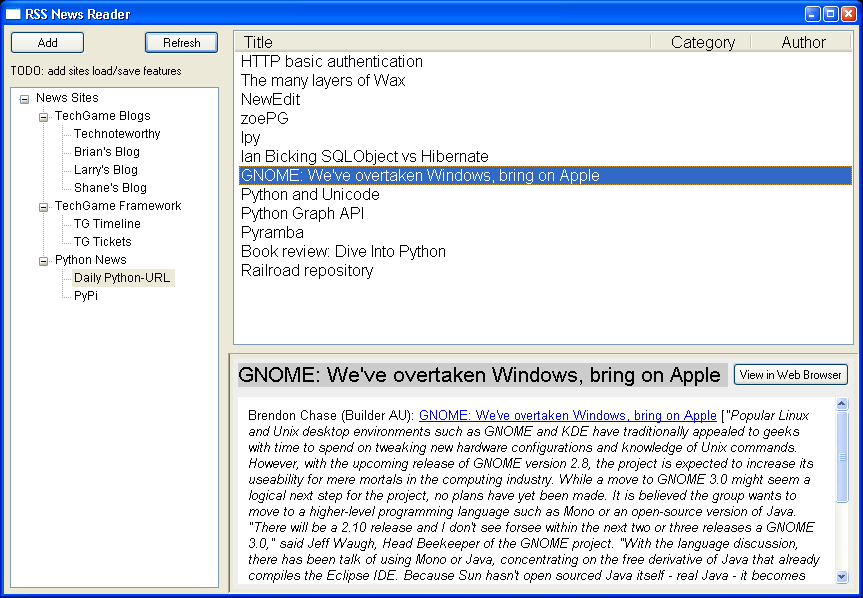 RSS News Reader
Add
Refresh
TODO: add sites load/save features
News Sites
TechGame Blogs
Technoteworthy
Brian's Blog
Larry's Blog
Shane's Blog
TechGame Framework
TG Timeline
TG Tickets
Python News
Daily Python-URL
PyPi
Title Category Author
HTTP basic authentication
The many layers of Wax
NewEdit
zoePG
Ipy
Ian Bicking SQLObject vs Hibernate
GNOME: We've overtaken Windows, bring on Apple
Python and Unicode
Python Graph API
Pyramba
Book review: Dive Into Python
Railroad repository
GNOME: We've overtaken Windows, bring on Apple
View in Web Browser
Brendon Chase (Builder AU): GNOME: We've overtaken Windows, bring on Apple ["Popular Linux
and Unix desktop environments such as GNOME and KDE have traditionally appealed to geeks
with time to spend on tweaking new hardware configurations and knowledge of Unix commands.
However, with the upcoming release of GNOME version 2.8, the project is expected to increase its
useability for mere mortals in the computing industry. While a move to GNOME 3.0 might seem a
logical next step for the project, no plans have yet been made. It is believed the group wants to
move to a higher-level programming language such as Mono or an open-source version of Java.
"There will be a 2.10 release and I don't see forsee within the next two or three releases a GNOME
3.0," said Jeff Waugh, Head Beekeeper of the GNOME project. "With the language discussion,
there has been talk of using Mono or Java, concentrating on the free derivative of Java that already
compiles the Eclipse IDE. Because Sun hasn't open sourced Java itself - real Java - it becomes